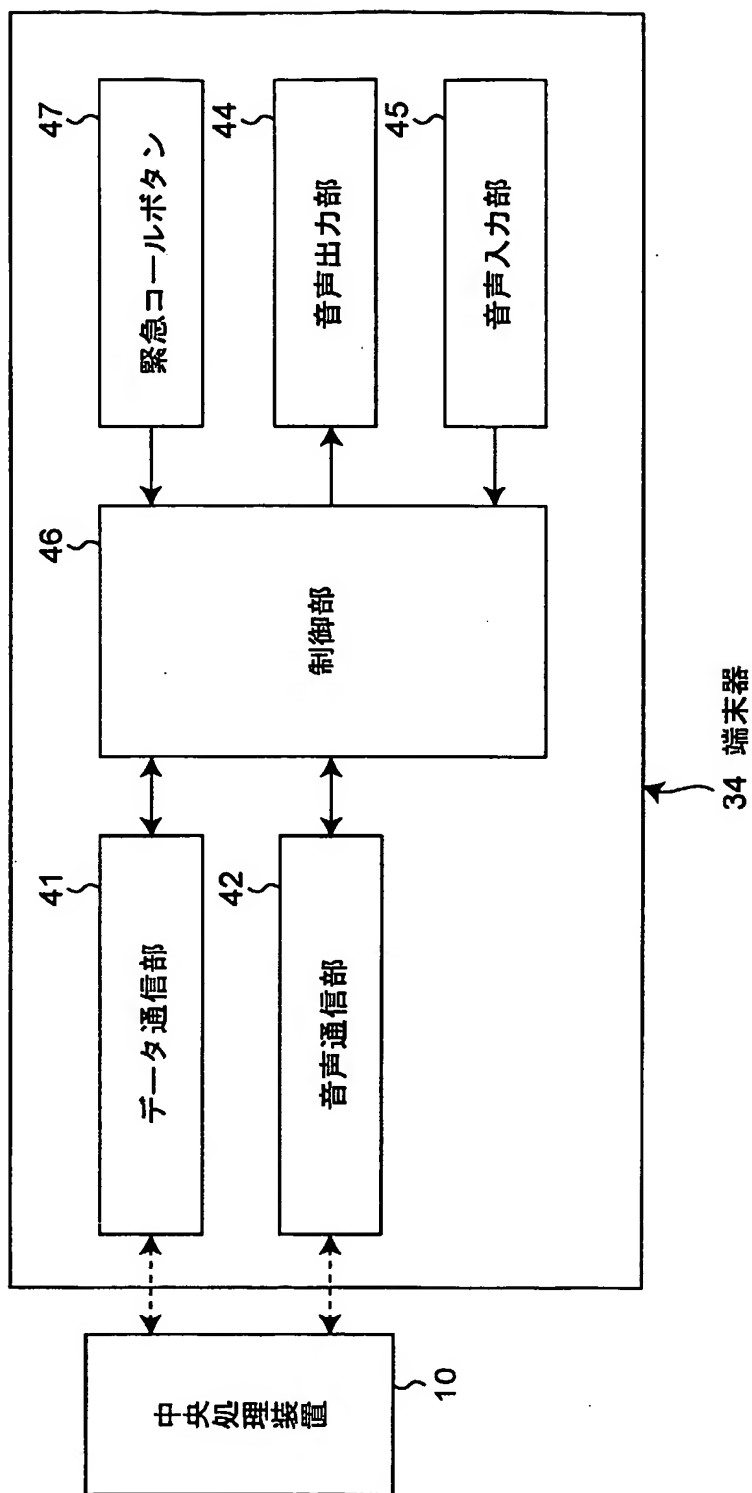 中央処理装置
10
41
データ通信部
42
音声通信部
46
制御部
47
緊急コールボタン
44
音声出力部
45
音声入力部
34 端末器